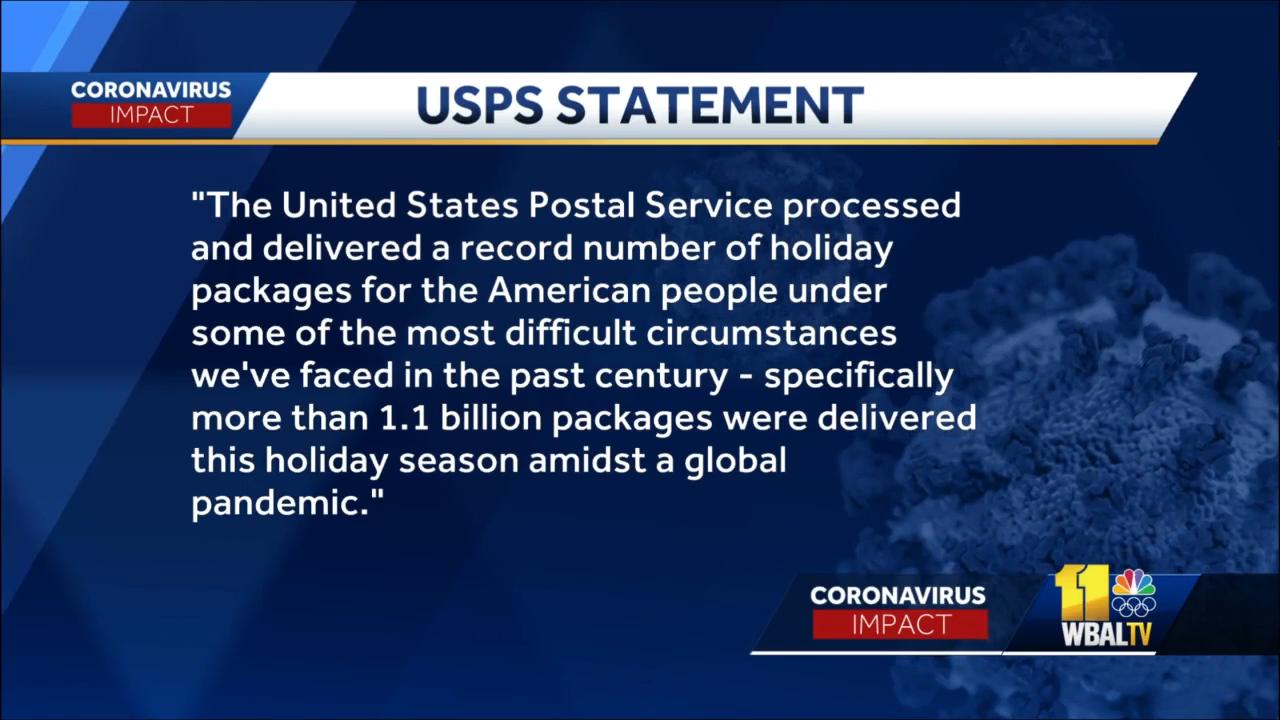 CORONAVIRUS
IMPACT
USPS STATEMENT
"The United States Postal Service processed
and delivered a record number of holiday
packages for the American people under
some of the most difficult circumstances
we've faced in the past century - specifically
more than 1.1 billion packages were delivered
this holiday season amidst a global
pandemic."
CORONAVIRUS
IMPACT
11
WBALTV